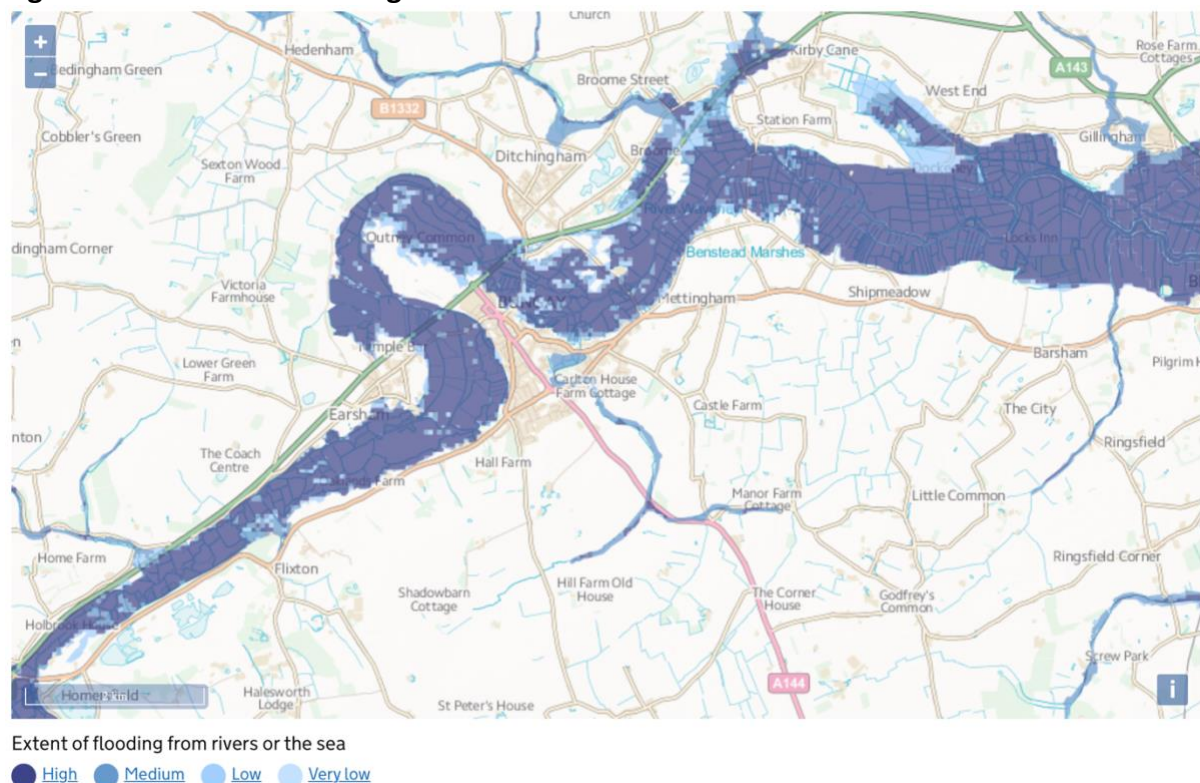 +
Church
Kirby Cane
Hedenham
Rose Farm
Cottages
−
Bedingham Green
A143
Broome Street
West End
B1332
Station Farm
Cobbler's Green
Gillingham
Broome
Ditchingham
Sexton Wood
Farm
Outney Common
dingham Corner
Locks Inn
Benstead Marshes
Victoria
Farmhouse
Mettingham
Shipmeadow
Lower Green
Farm
Barsham
Pilgrim H
Carlton House
Farm Cottage
Castle Farm
The City
Earsham
nton
Ringsfield
The Coach
Centre
Hall Farm
Little Common
Manor Farm
Cottage
Home Farm
Ringsfield Corner
Flixton
Hill Farm Old
House
Shadowbarn
Cottage
The Corner
House
Godfrey's
Common
Screw Park
A144
i
Halesworth
Lodge
St Peter's House
Extent of flooding from rivers or the sea
High Medium Low Very low